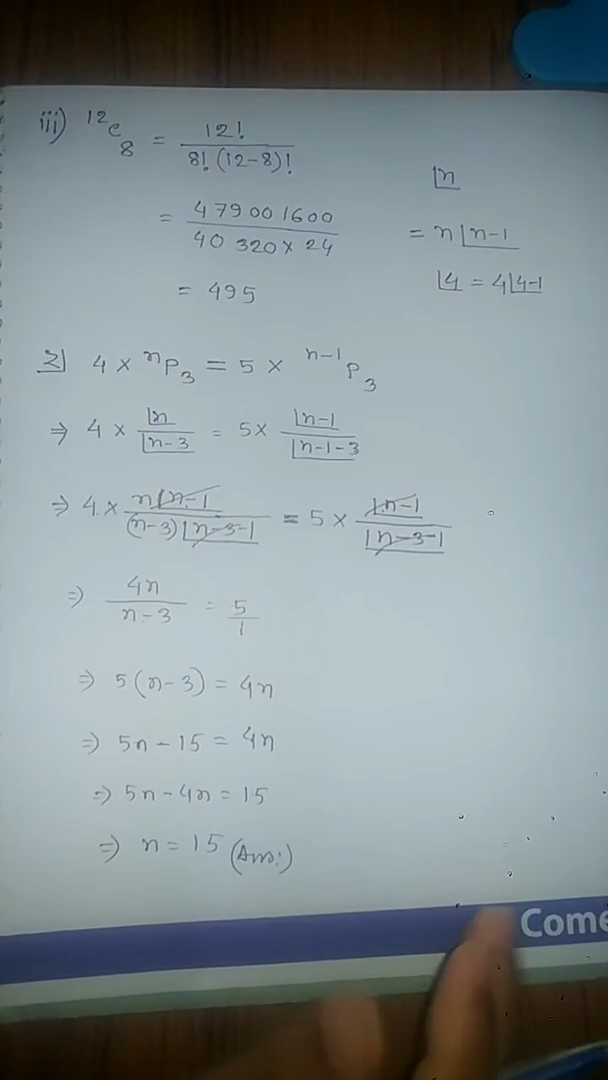 iii) ¹²C₈ = 12! / 8! (12-8)!
= 479001600 / 40320 × 24
= 495
|n
= n|n-1
|4 = 4|4-1
২) 4 × ⁿP₃ = 5 × ⁿ⁻¹P₃
⇒ 4 × |n / |n-3 = 5 × |n-1 / |n-1-3
⇒ 4 × n|n-1 / (n-3)|n-3-1 = 5 × |n-1 / |n-3-1
⇒ 4n / n-3 = 5/1
⇒ 5(n-3) = 4n
⇒ 5n - 15 = 4n
⇒ 5n - 4n = 15
⇒ n = 15 (Ans:)
Come